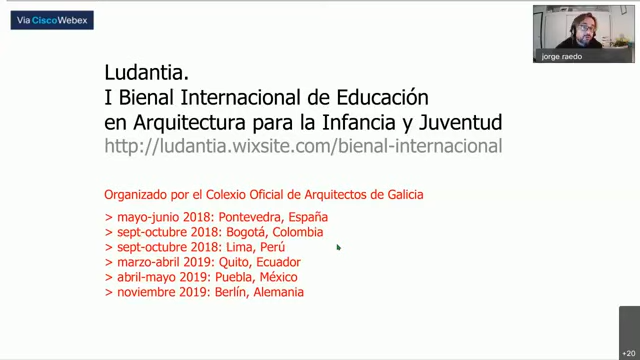 Via CiscoWebex
jorge raedo
Ludantia.
I Bienal Internacional de Educación
en Arquitectura para la Infancia y Juventud
http://ludantia.wixsite.com/bienal-internacional
Organizado por el Colexio Oficial de Arquitectos de Galicia
> mayo-junio 2018: Pontevedra, España
> sept-octubre 2018: Bogotá, Colombia
> sept-octubre 2018: Lima, Perú
> marzo-abril 2019: Quito, Ecuador
> abril-mayo 2019: Puebla, México
> noviembre 2019: Berlín, Alemania
+20